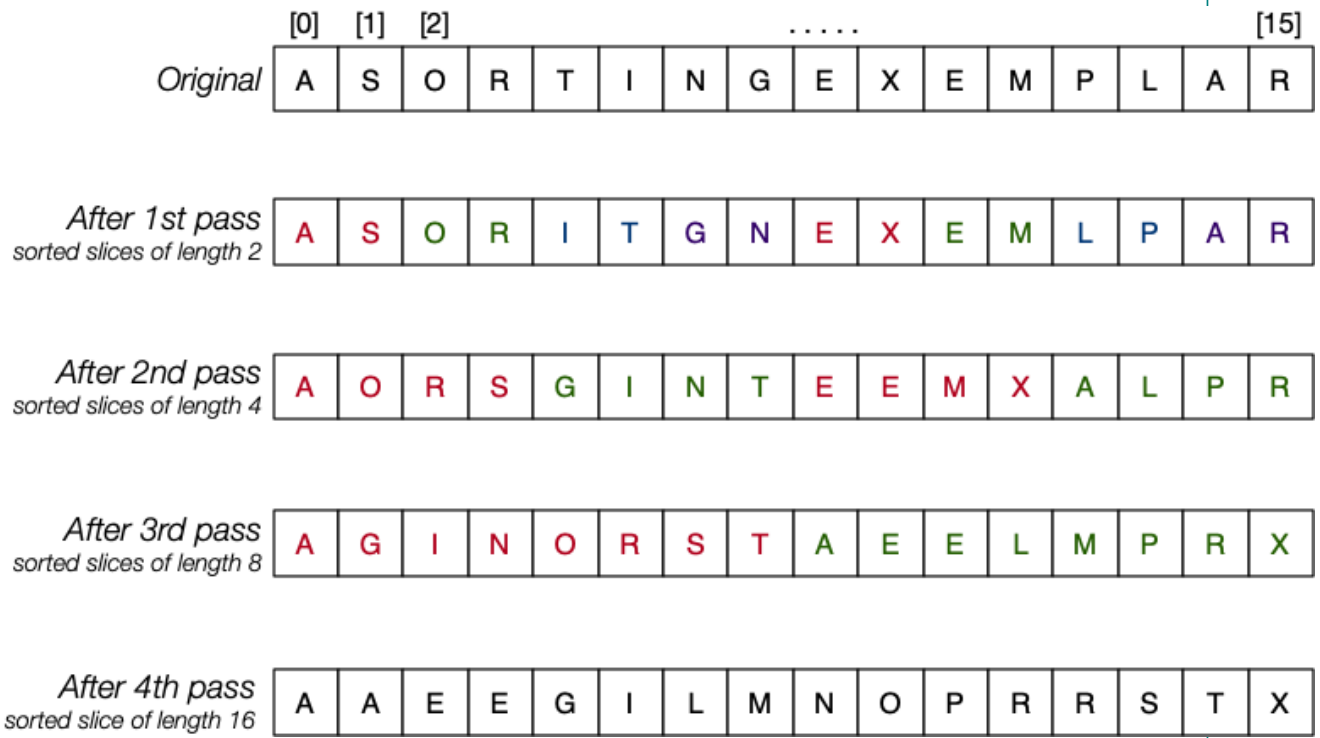 [0] [1] [2] ..... [15]
Original A S O R T I N G E X E M P L A R
After 1st pass
sorted slices of length 2
A S O R I T G N E X E M L P A R
After 2nd pass
sorted slices of length 4
A O R S G I N T E E M X A L P R
After 3rd pass
sorted slices of length 8
A G I N O R S T A E E L M P R X
After 4th pass
sorted slice of length 16
A A E E G I L M N O P R R S T X